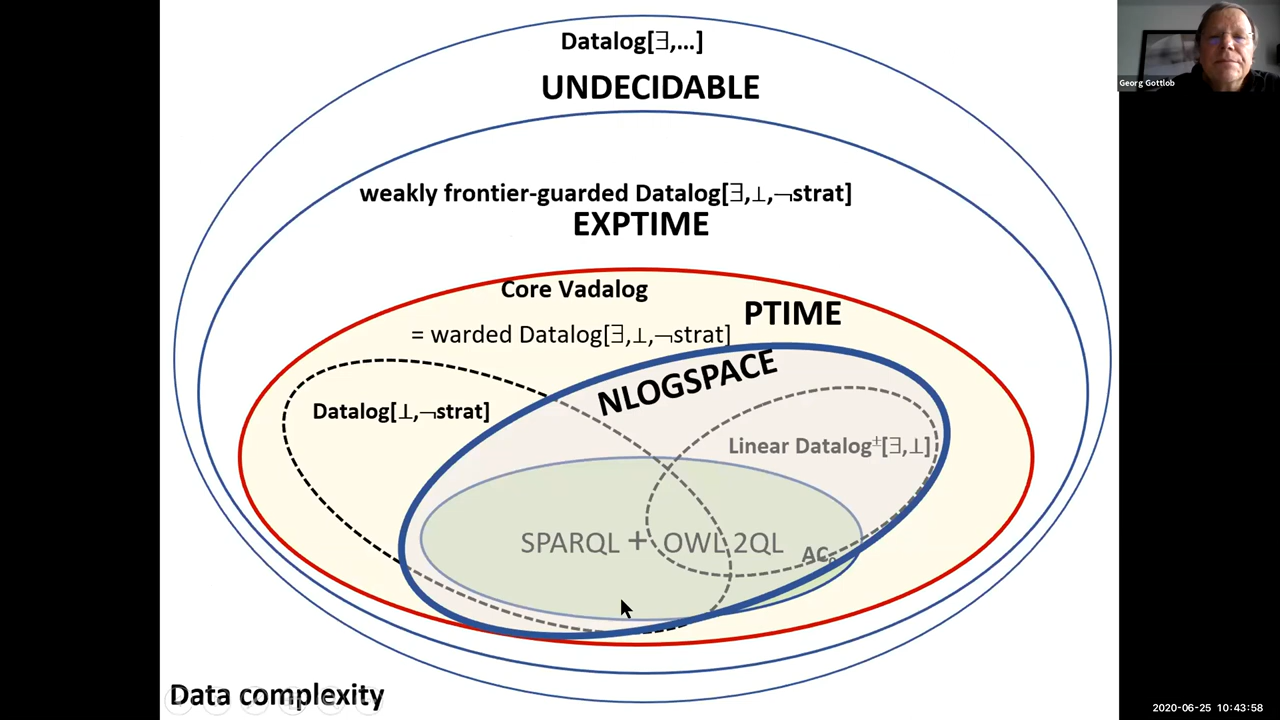 Datalog[∃,...]
UNDECIDABLE
Georg Gottlob
weakly frontier-guarded Datalog[∃,⊥,¬strat]
EXPTIME
Core Vadalog
PTIME
= warded Datalog[∃,⊥,¬strat]
NLOGSPACE
Datalog[⊥,¬strat]
Linear Datalog±[∃,⊥]
SPARQL + OWL 2QL
AC₀
Data complexity
2020-06-25 10:43:58